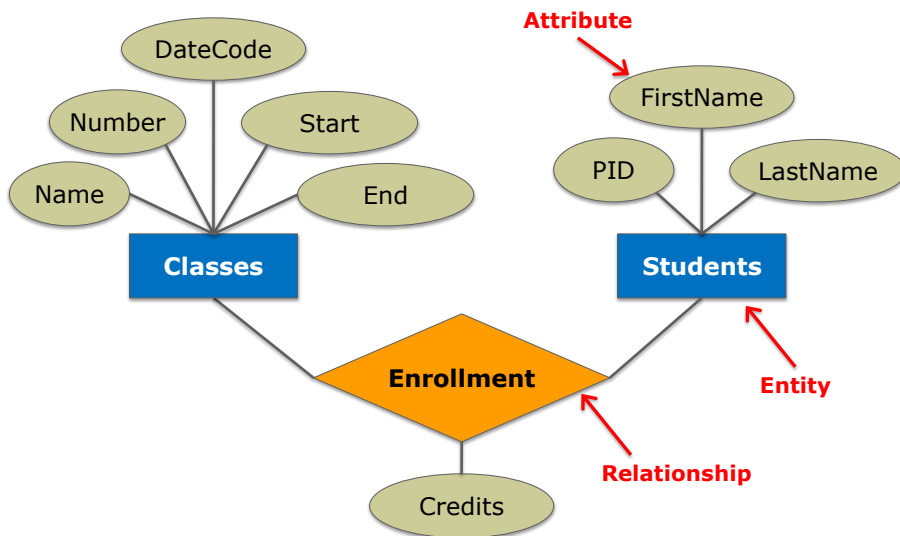 Attribute
DateCode
FirstName
Number
Start
PID
LastName
Name
End
Classes
Students
Enrollment
Entity
Relationship
Credits